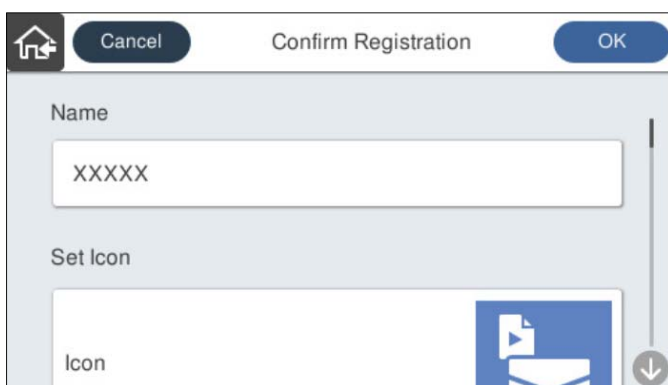 Cancel Confirm Registration OK
Name
XXXXX
Set Icon
Icon